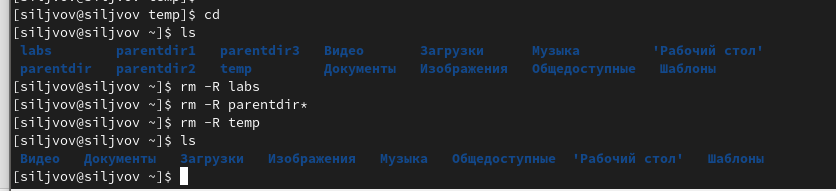 [siljvov@siljvov temp]$ cd
[siljvov@siljvov ~]$ ls
labs parentdir1 parentdir3 Видео Загрузки Музыка 'Рабочий стол'
parentdir parentdir2 temp Документы Изображения Общедоступные Шаблоны
[siljvov@siljvov ~]$ rm -R labs
[siljvov@siljvov ~]$ rm -R parentdir*
[siljvov@siljvov ~]$ rm -R temp
[siljvov@siljvov ~]$ ls
Видео Документы Загрузки Изображения Музыка Общедоступные 'Рабочий стол' Шаблоны
[siljvov@siljvov ~]$